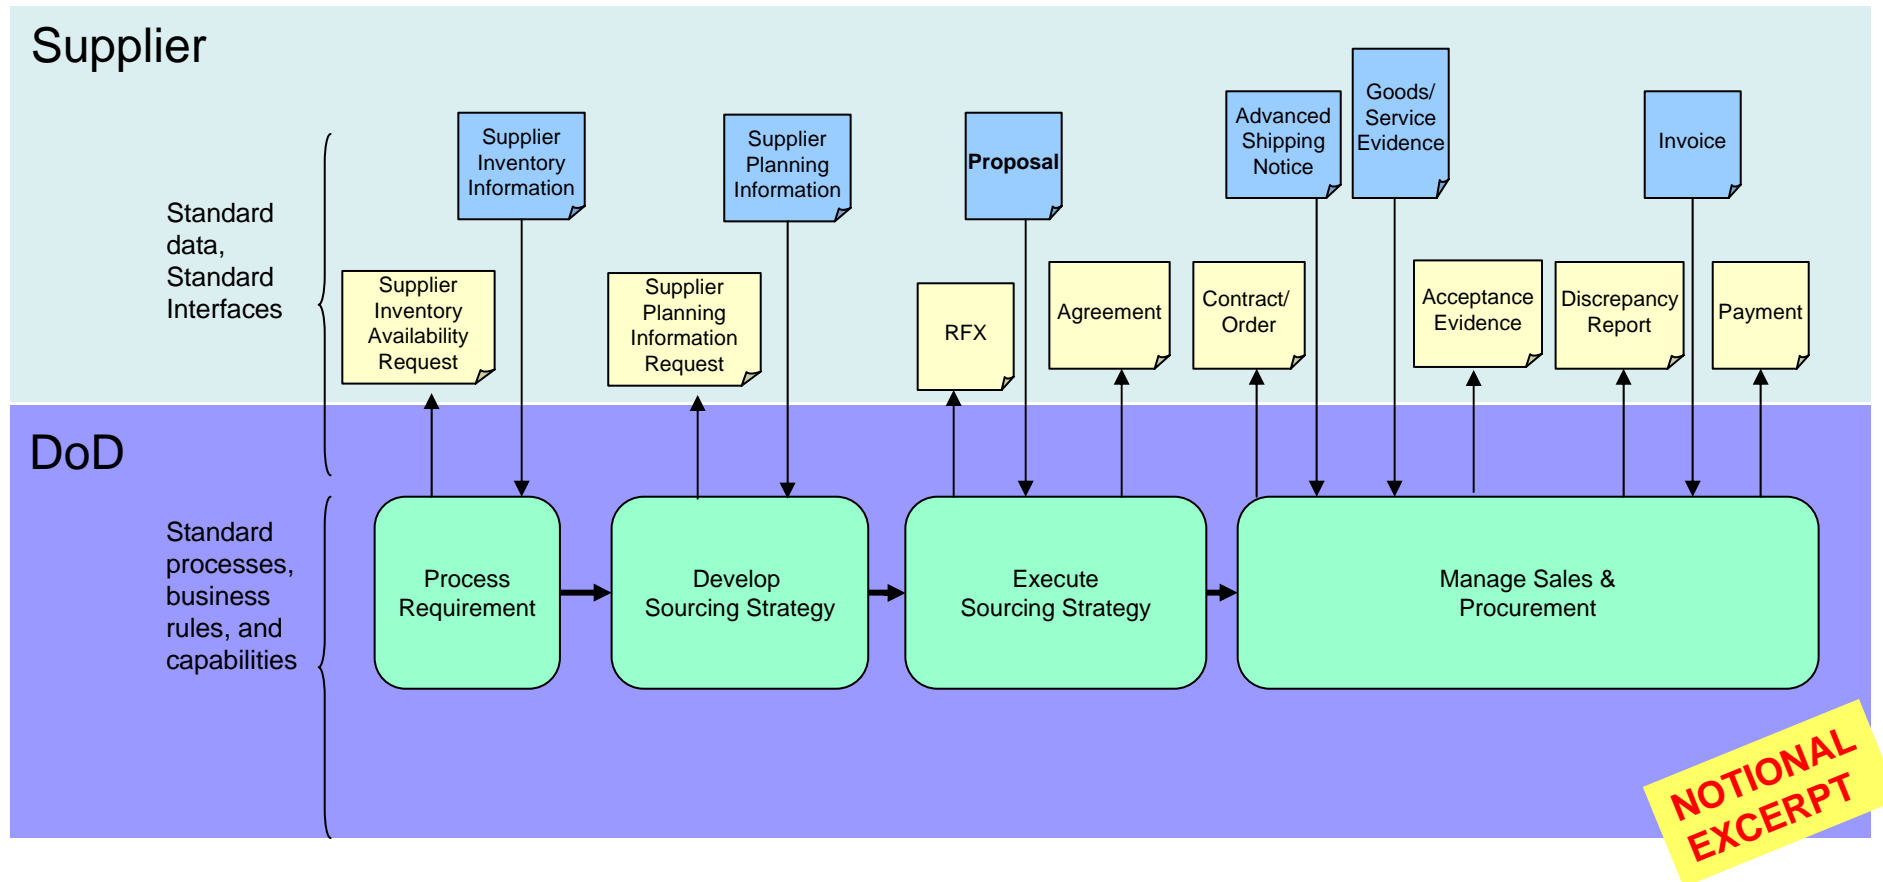 Supplier
Supplier
Inventory
Information
Supplier
Planning
Information
Proposal
Advanced
Shipping
Notice
Goods/
Service
Evidence
Invoice
Standard
data,
Standard
Interfaces
Supplier
Inventory
Availability
Request
Supplier
Planning
Information
Request
RFX
Agreement
Contract/
Order
Acceptance
Evidence
Discrepancy
Report
Payment
DoD
Standard
processes,
business
rules, and
capabilities
Process
Requirement
Develop
Sourcing Strategy
Execute
Sourcing Strategy
Manage Sales &
Procurement
NOTIONAL
EXCERPT